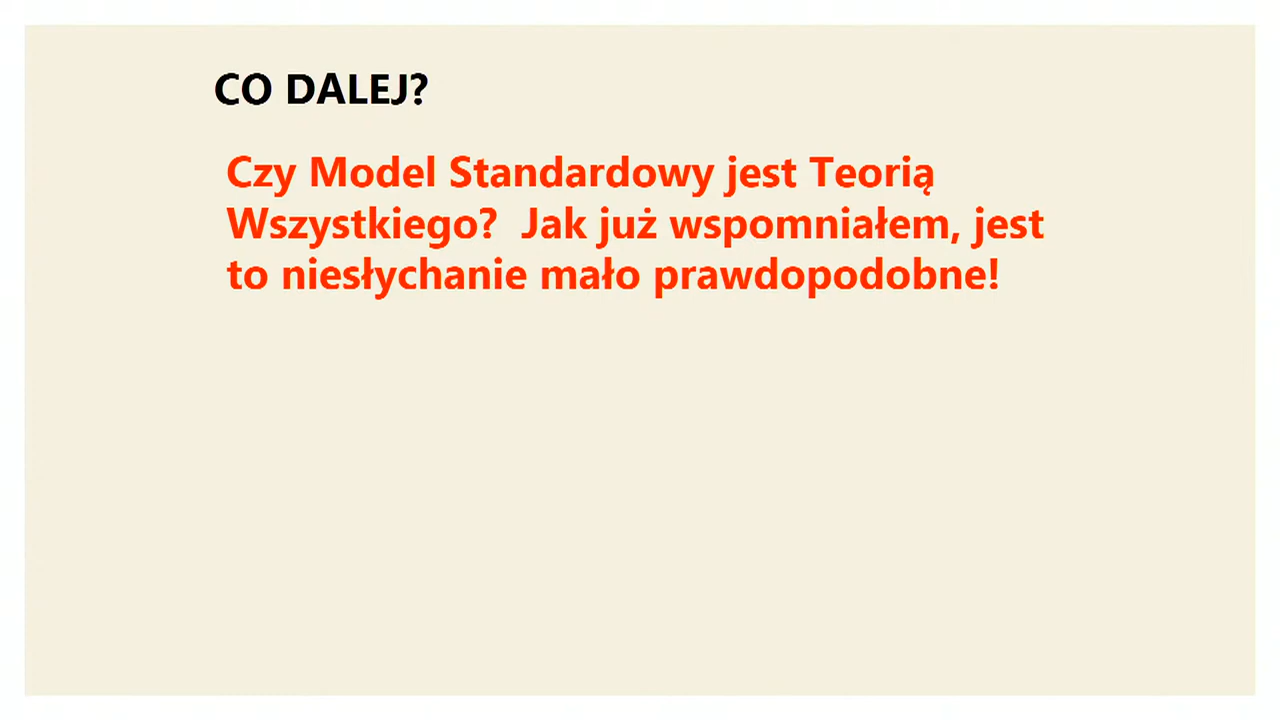 CO DALEJ?
Czy Model Standardowy jest Teorią
Wszystkiego?  Jak już wspomniałem, jest
to niesłychanie mało prawdopodobne!